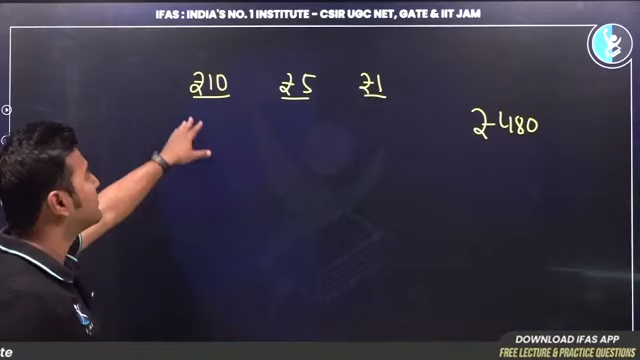 IFAS : INDIA'S NO. 1 INSTITUTE – CSIR UGC NET, GATE & IIT JAM
₹10 ₹5 ₹1
₹480
DOWNLOAD IFAS APP
FREE LECTURE & PRACTICE QUESTIONS